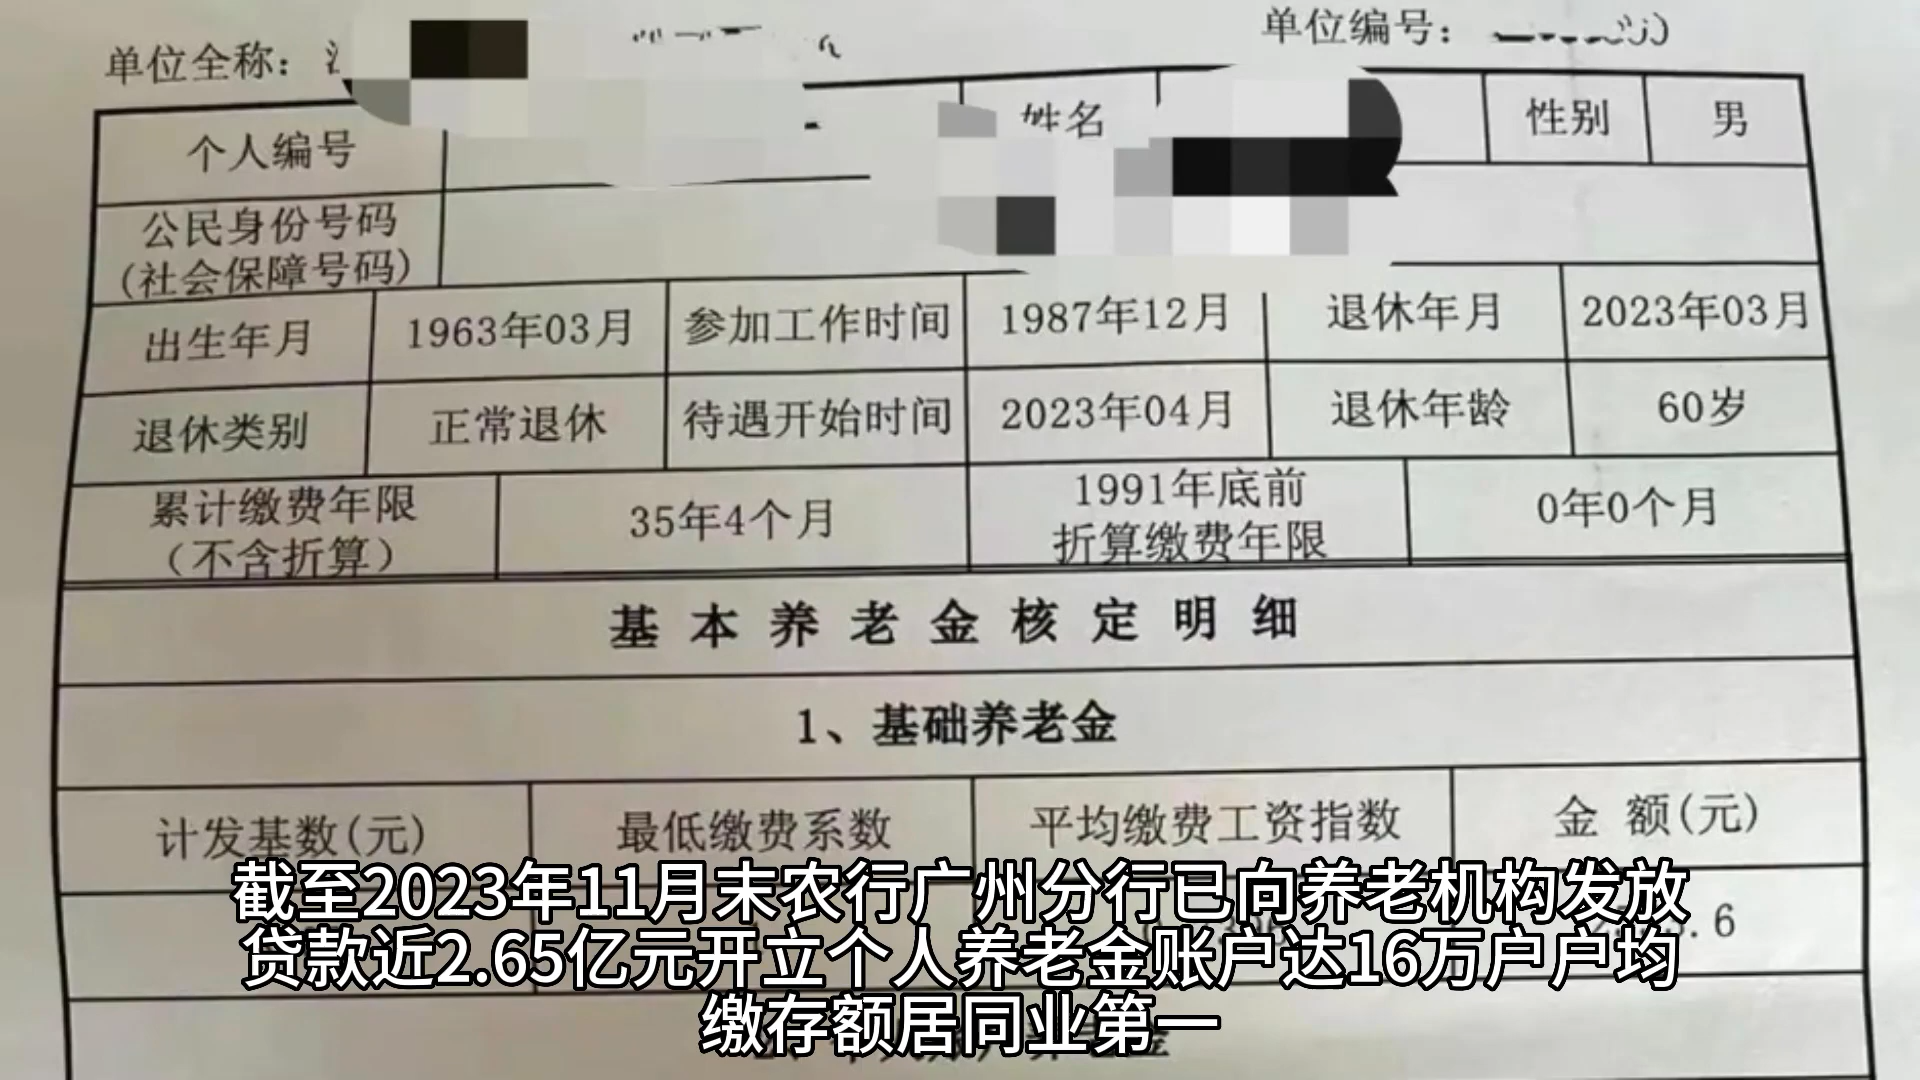 单位全称：
单位编号：
个人编号
姓名
性别
男
公民身份号码
(社会保障号码)
出生年月
1963年03月
参加工作时间
1987年12月
退休年月
2023年03月
退休类别
正常退休
待遇开始时间
2023年04月
退休年龄
60岁
累计缴费年限
（不含折算）
35年4个月
1991年底前
折算缴费年限
0年0个月
基本养老金核定明细
1、基础养老金
计发基数(元)
最低缴费系数
平均缴费工资指数
金 额(元)
截至2023年11月末农行广州分行已向养老机构发放
贷款近2.65亿元开立个人养老金账户达16万户户均
缴存额居同业第一